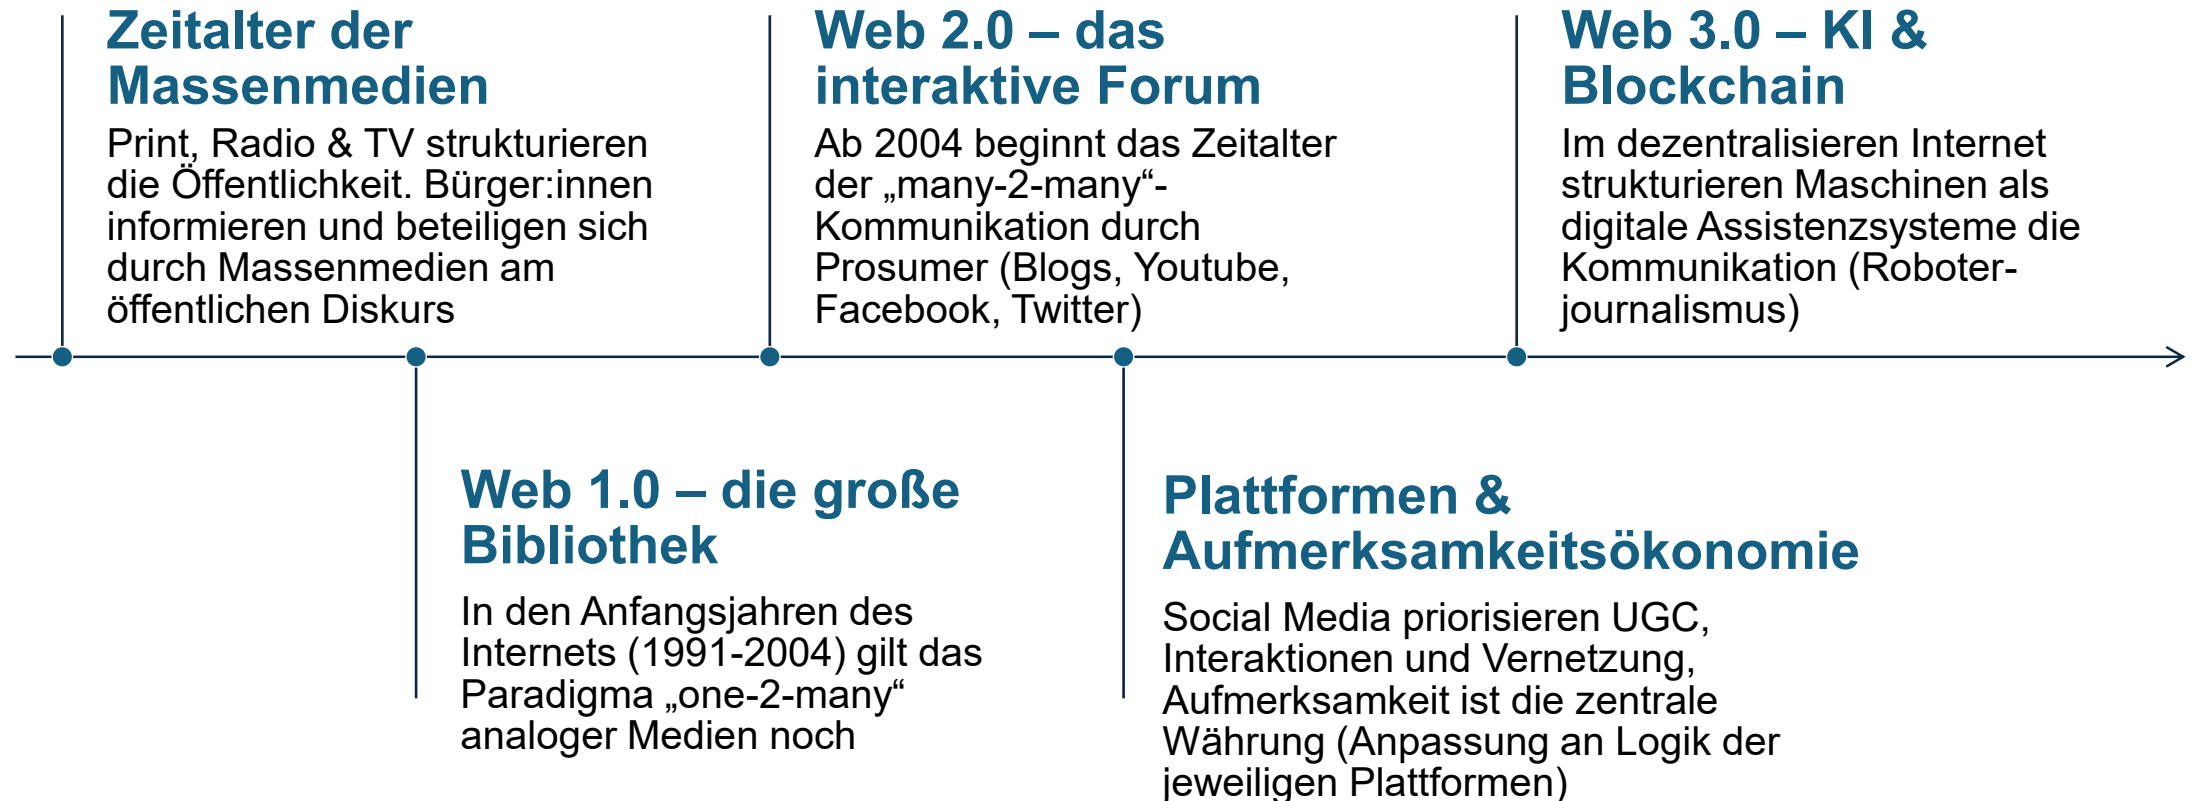 Zeitalter der
Massenmedien
Print, Radio & TV strukturieren
die Öffentlichkeit. Bürger:innen
informieren und beteiligen sich
durch Massenmedien am
öffentlichen Diskurs
Web 1.0 – die große
Bibliothek
In den Anfangsjahren des
Internets (1991-2004) gilt das
Paradigma „one-2-many“
analoger Medien noch
Web 2.0 – das
interaktive Forum
Ab 2004 beginnt das Zeitalter
der „many-2-many“-
Kommunikation durch
Prosumer (Blogs, Youtube,
Facebook, Twitter)
Plattformen &
Aufmerksamkeitsökonomie
Social Media priorisieren UGC,
Interaktionen und Vernetzung,
Aufmerksamkeit ist die zentrale
Währung (Anpassung an Logik der
jeweiligen Plattformen)
Web 3.0 – KI &
Blockchain
Im dezentralisieren Internet
strukturieren Maschinen als
digitale Assistenzsysteme die
Kommunikation (Roboter-
journalismus)